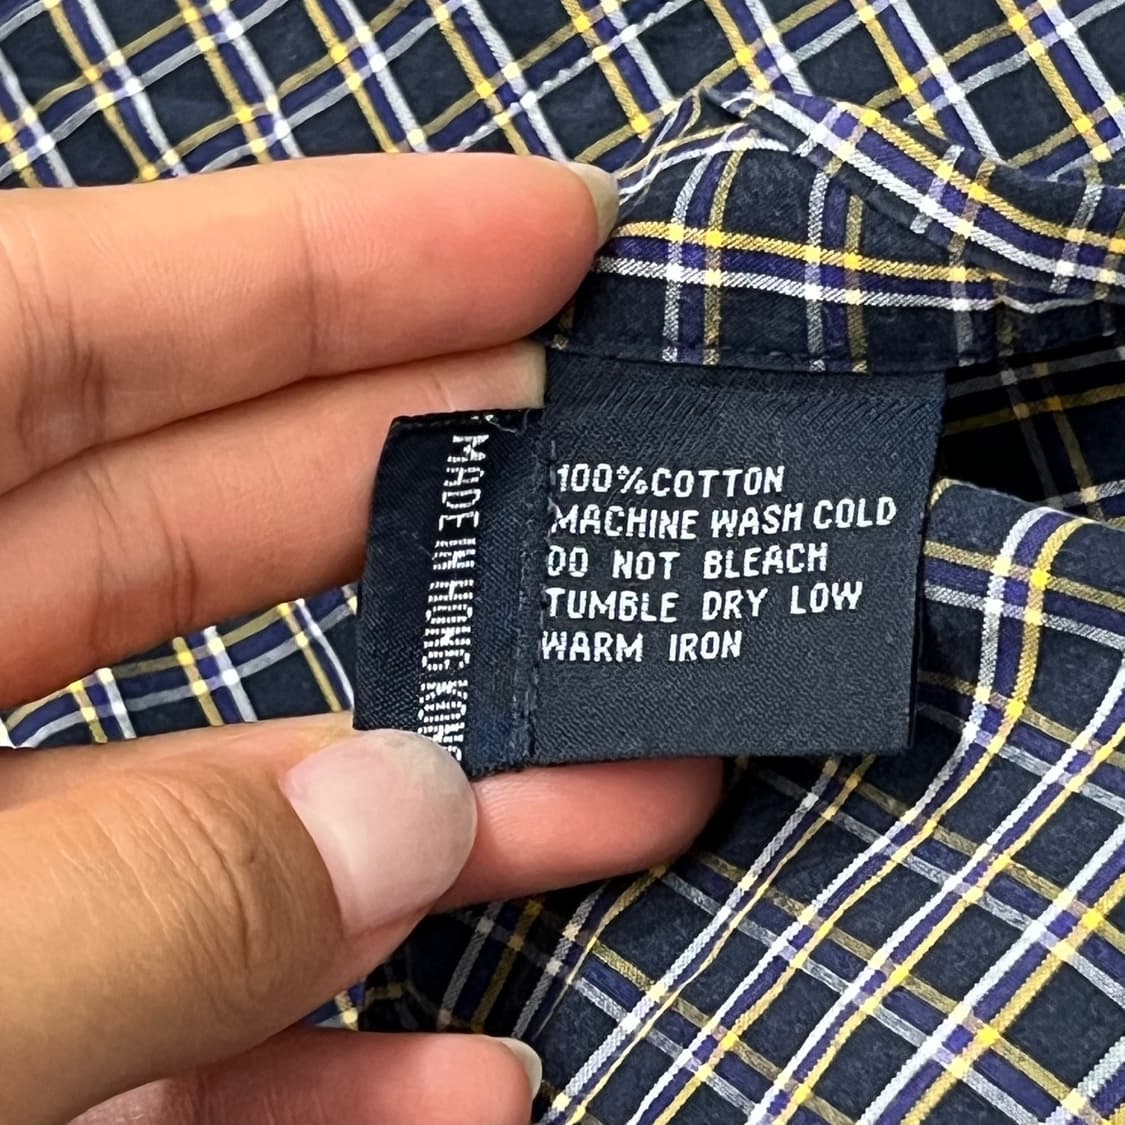 100%COTTON
MACHINE WASH COLD
DO NOT BLEACH
TUMBLE DRY LOW
WARM IRON
MADE IN HONG KONG